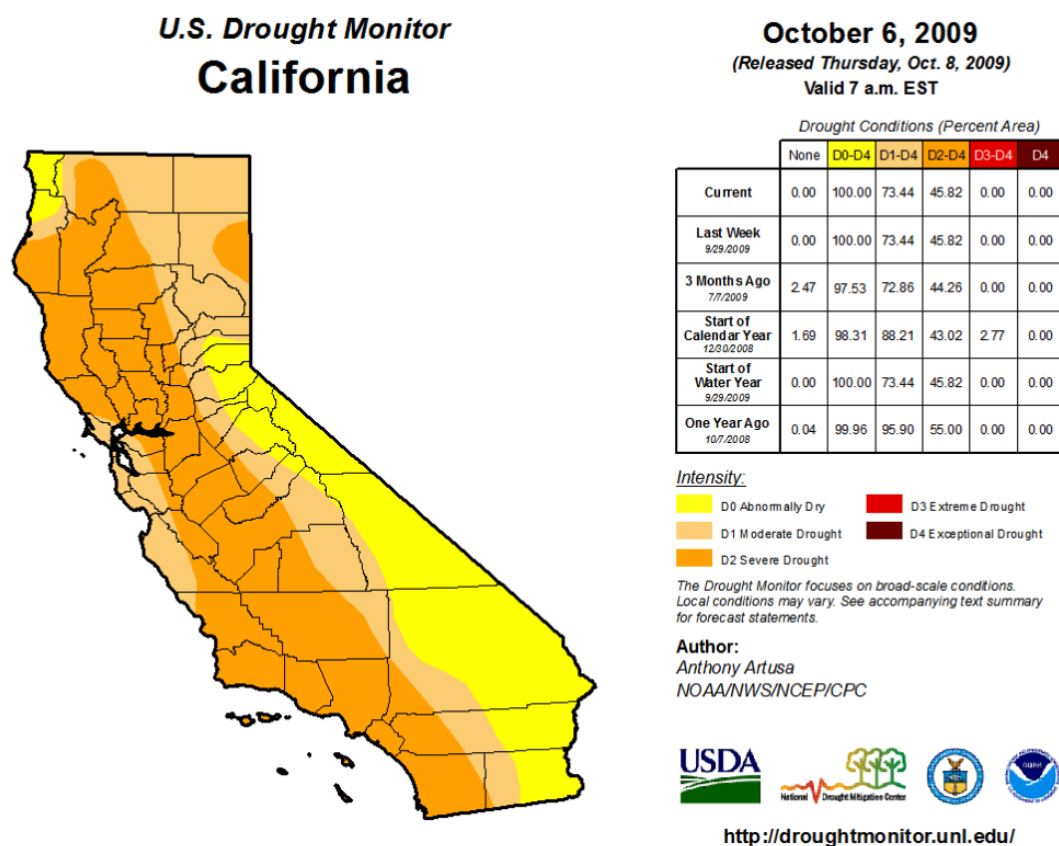 U.S. Drought Monitor
California
October 6, 2009
(Released Thursday, Oct. 8, 2009)
Valid 7 a.m. EST
Drought Conditions (Percent Area)
None D0-D4 D1-D4 D2-D4 D3-D4 D4
Current 0.00 100.00 73.44 45.82 0.00 0.00
Last Week 0.00 100.00 73.44 45.82 0.00 0.00
9/29/2009
3 Months Ago 2.47 97.53 72.86 44.26 0.00 0.00
7/7/2009
Start of
Calendar Year 1.69 98.31 88.21 43.02 2.77 0.00
12/30/2008
Start of
Water Year 0.00 100.00 73.44 45.82 0.00 0.00
9/29/2009
One Year Ago 0.04 99.96 95.90 55.00 0.00 0.00
10/7/2008
Intensity:
D0 Abnormally Dry D3 Extreme Drought
D1 Moderate Drought D4 Exceptional Drought
D2 Severe Drought
The Drought Monitor focuses on broad-scale conditions.
Local conditions may vary. See accompanying text summary
for forecast statements.
Author:
Anthony Artusa
NOAA/NWS/NCEP/CPC
USDA
National Drought Mitigation Center
http://droughtmonitor.unl.edu/